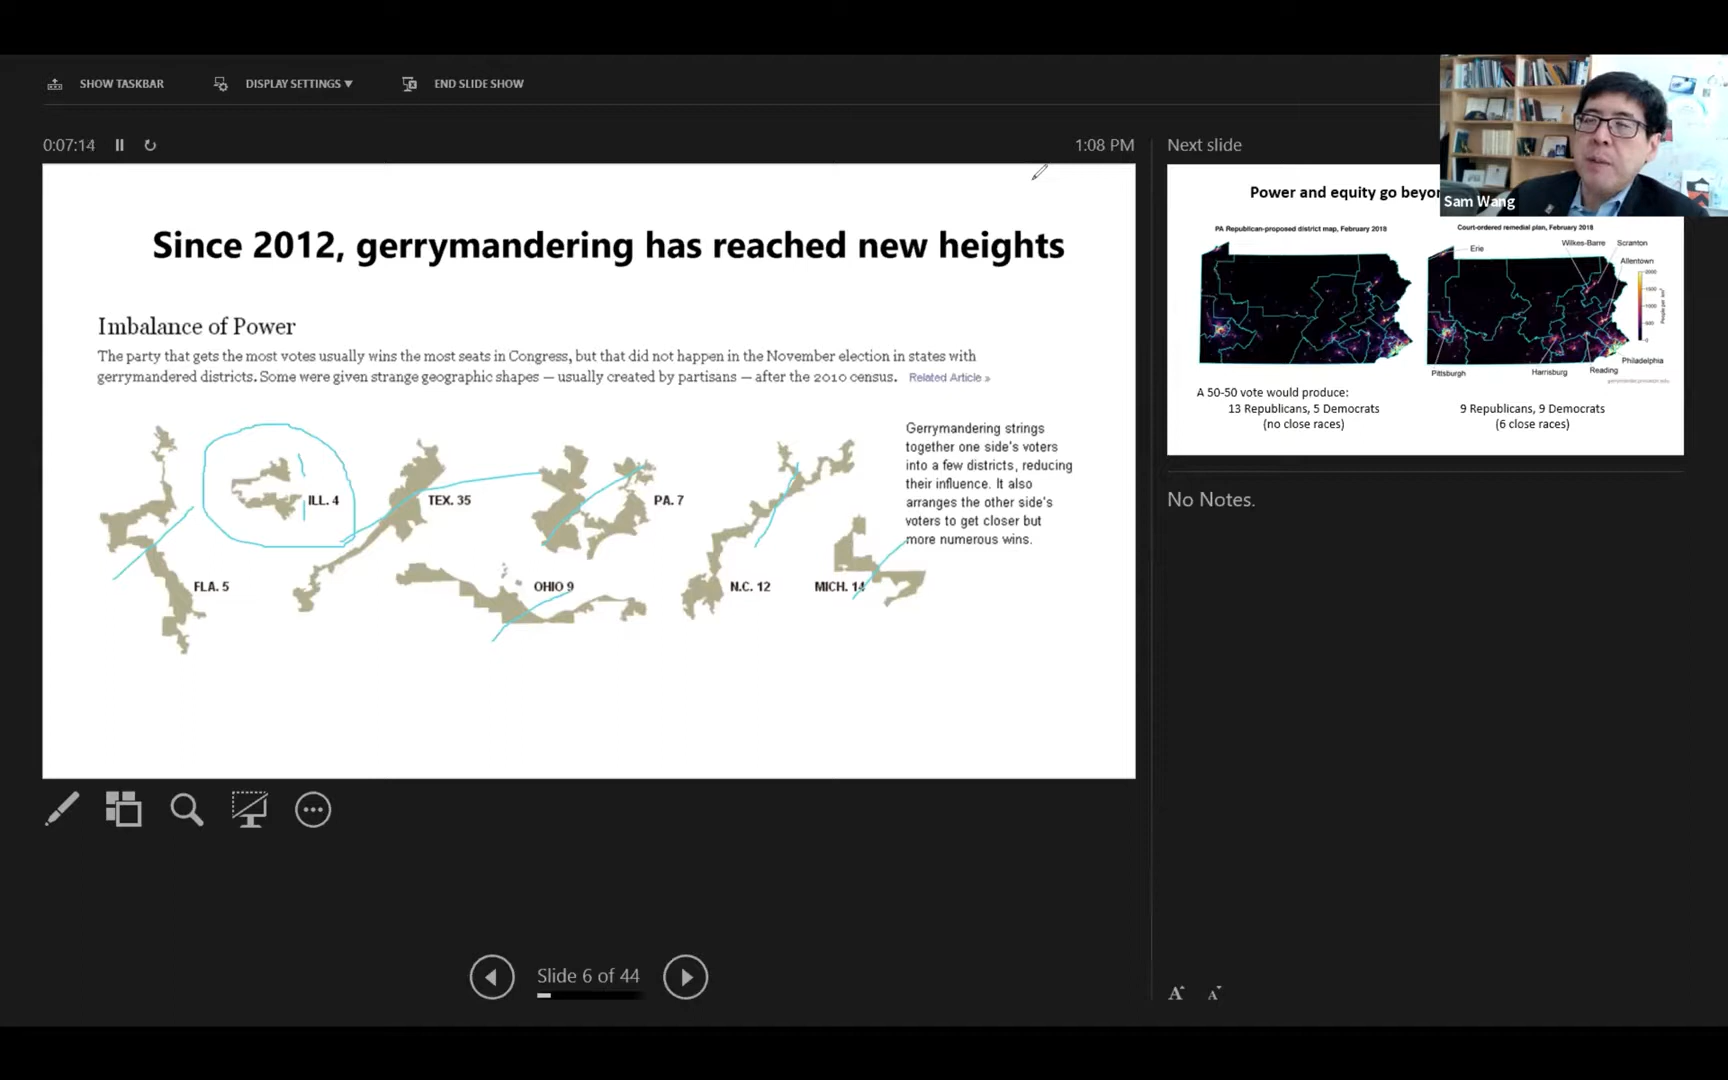 SHOW TASKBAR
DISPLAY SETTINGS ▾
END SLIDE SHOW
0:07:14
1:08 PM
Since 2012, gerrymandering has reached new heights
Imbalance of Power
The party that gets the most votes usually wins the most seats in Congress, but that did not happen in the November election in states with
gerrymandered districts. Some were given strange geographic shapes — usually created by partisans — after the 2010 census. Related Article »
Gerrymandering strings
together one side's voters
into a few districts, reducing
their influence. It also
arranges the other side's
voters to get closer but
more numerous wins.
ILL. 4
TEX. 35
PA. 7
FLA. 5
OHIO 9
N.C. 12
MICH. 14
Slide 6 of 44
Next slide
Sam Wang
Power and equity go beyon
PA Republican-proposed district map, February 2018
Court-ordered remedial plan, February 2018
Erie
Wilkes-Barre
Scranton
Allentown
Pittsburgh
Harrisburg
Reading
Philadelphia
A 50-50 vote would produce:
13 Republicans, 5 Democrats
(no close races)
9 Republicans, 9 Democrats
(6 close races)
No Notes.